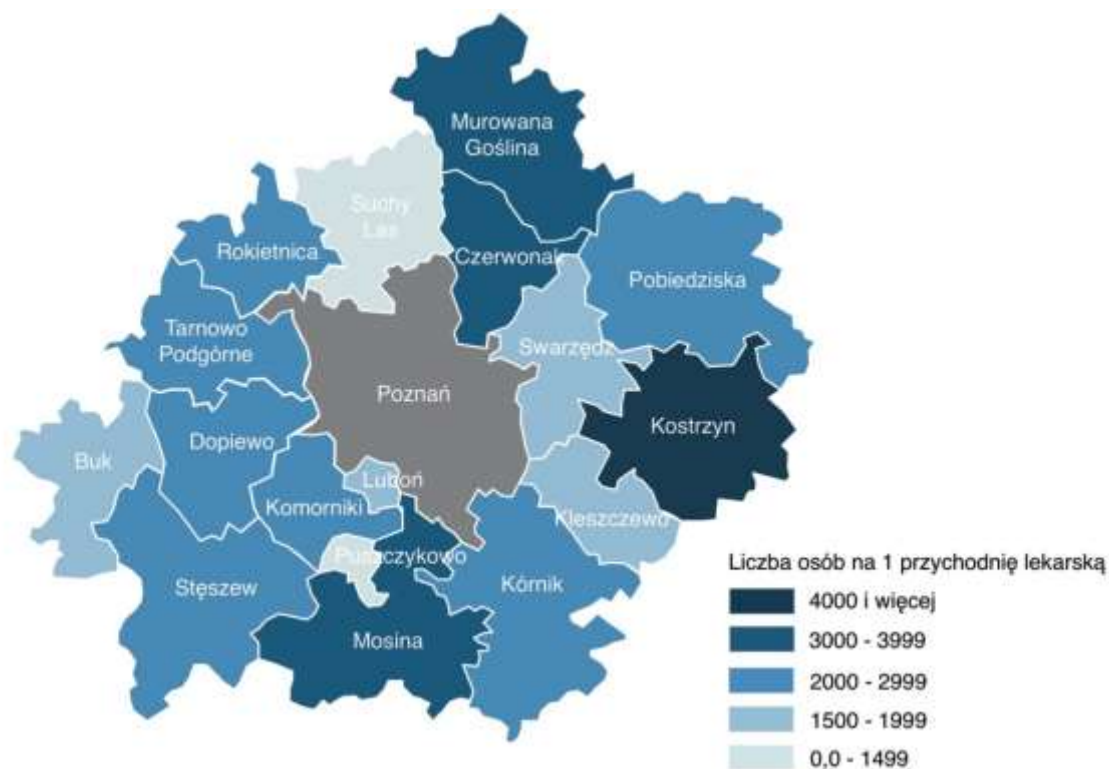 Murowana
Goślina
Suchy
Las
Rokietnica
Czerwonak
Pobiedziska
Tarnowo
Podgórne
Swarzędz
Poznań
Kostrzyn
Dopiewo
Buk
Luboń
Komorniki
Kleszczewo
Puszczykowo
Stęszew
Kórnik
Mosina
Liczba osób na 1 przychodnię lekarską
4000 i więcej
3000 - 3999
2000 - 2999
1500 - 1999
0,0 - 1499